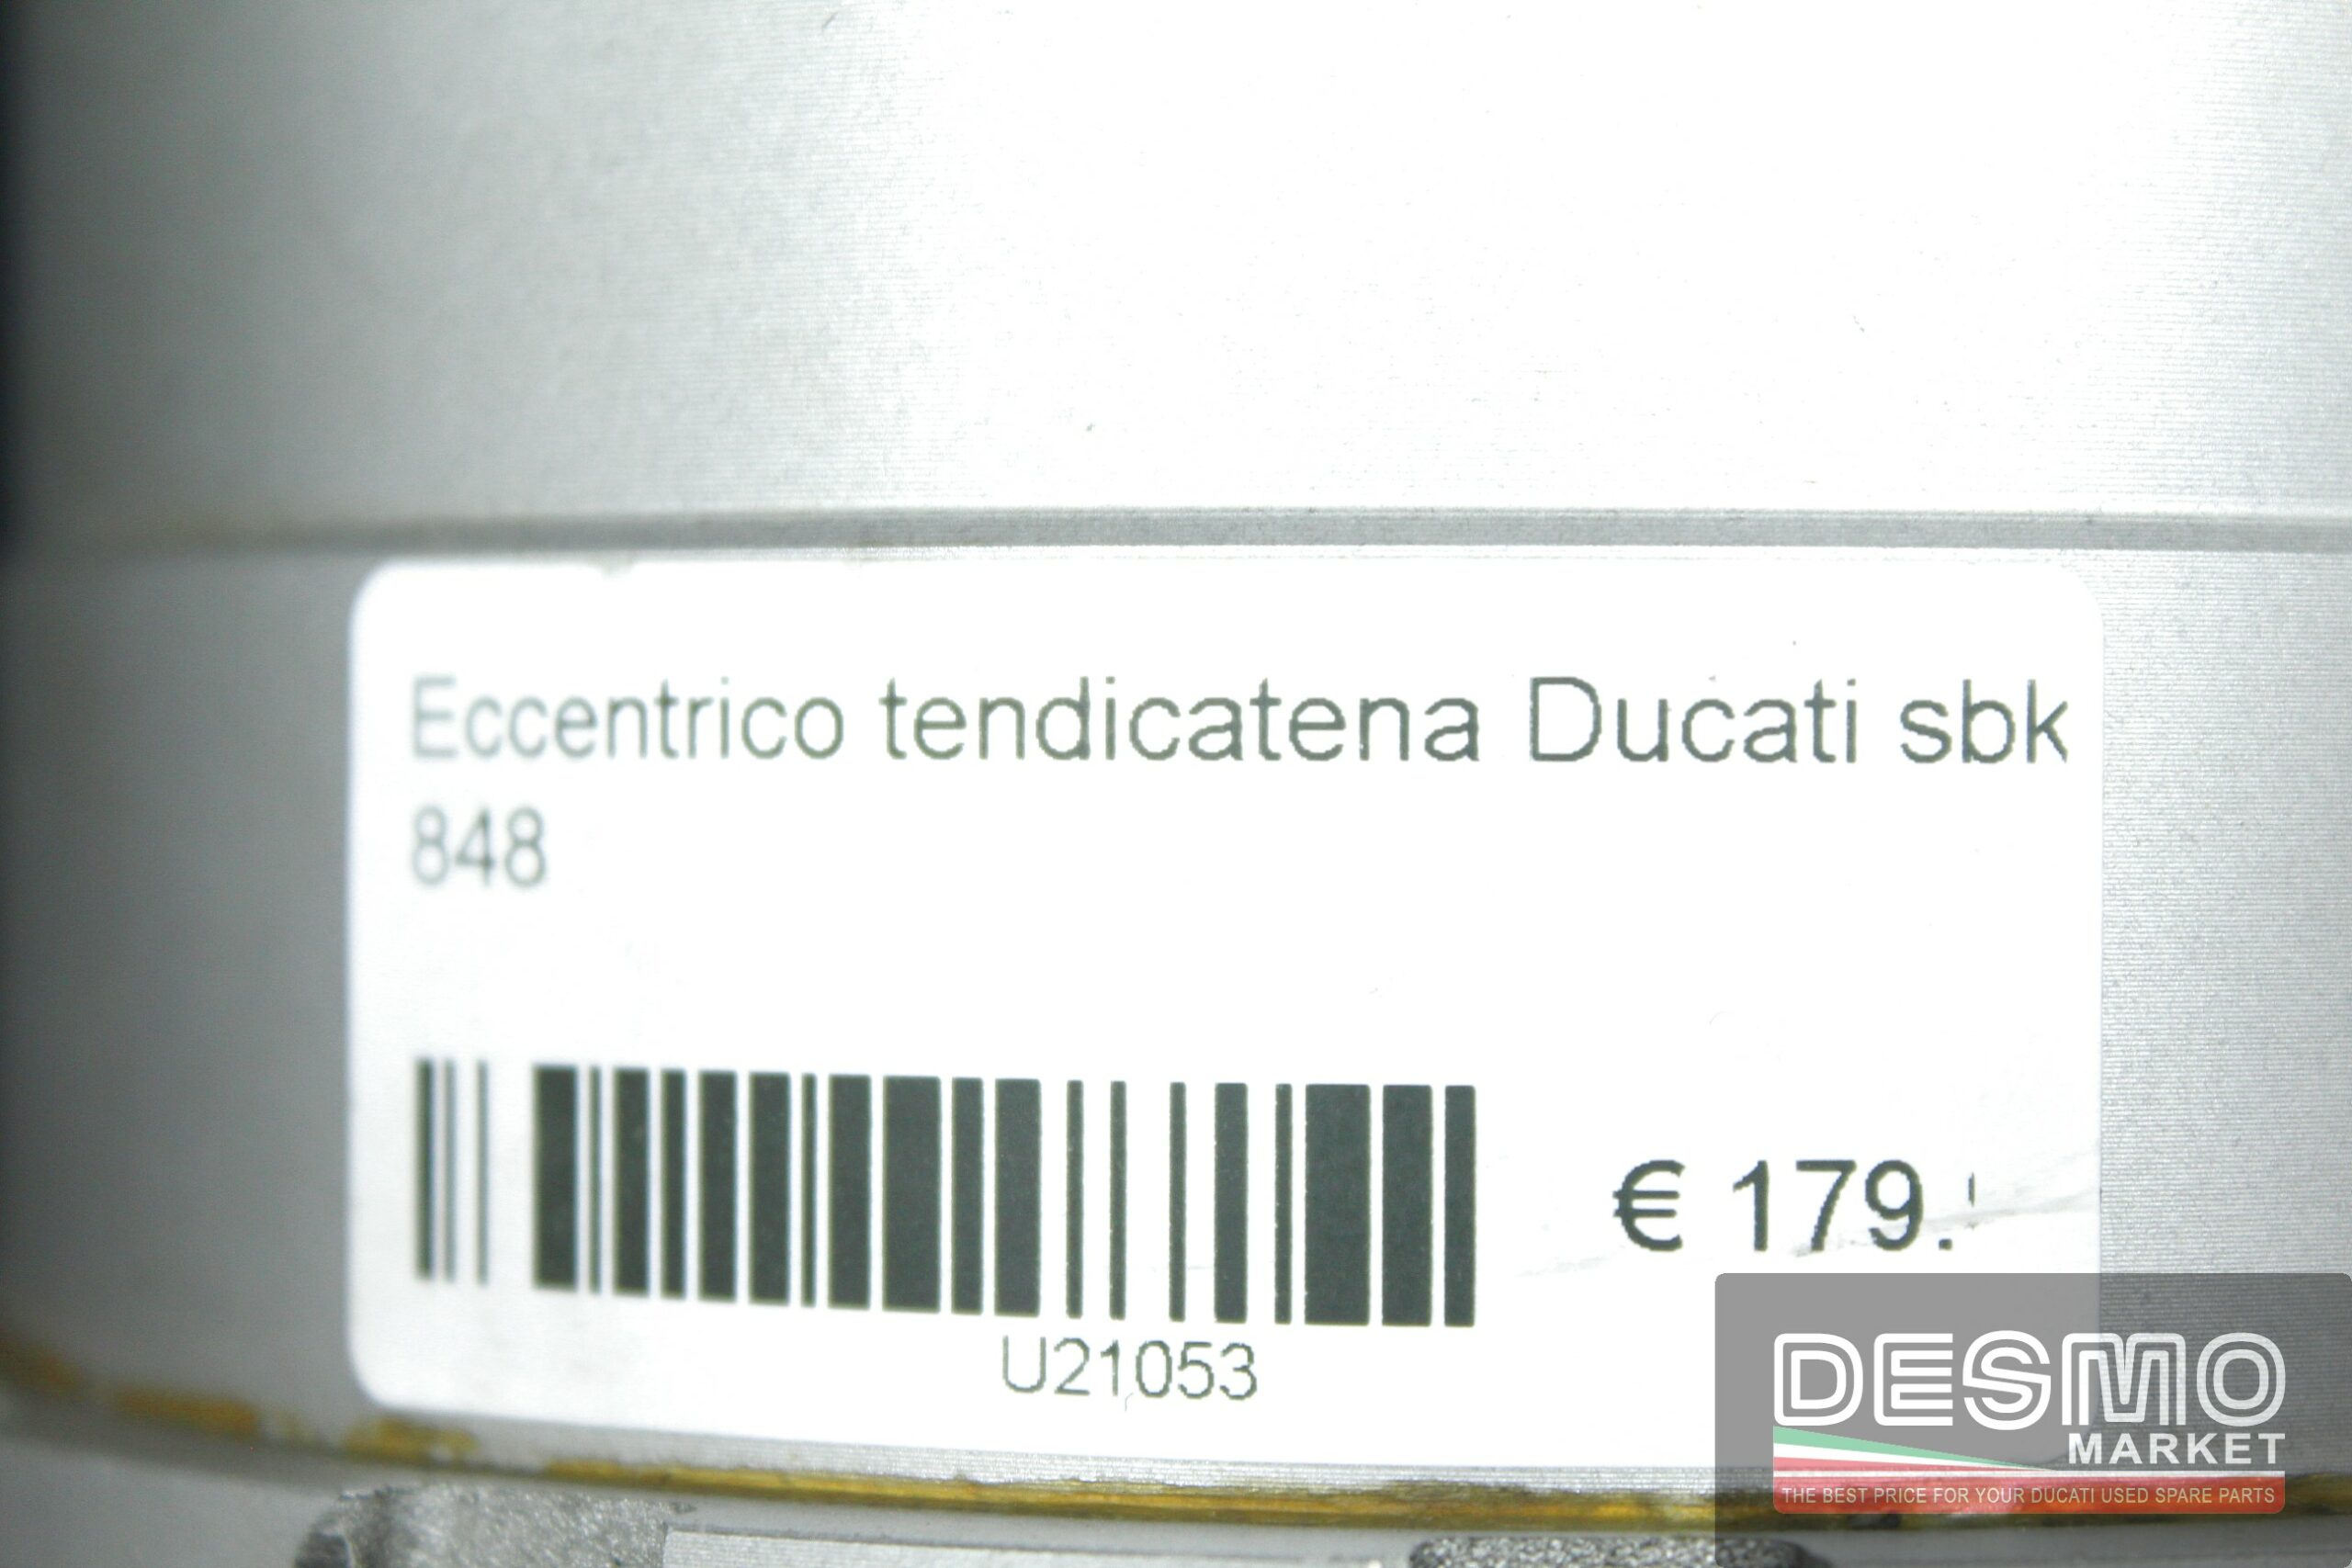 Eccentrico tendicatena Ducati sbk
848
€ 179.
U21053
DESMO
MARKET
THE BEST PRICE FOR YOUR DUCATI USED SPARE PARTS